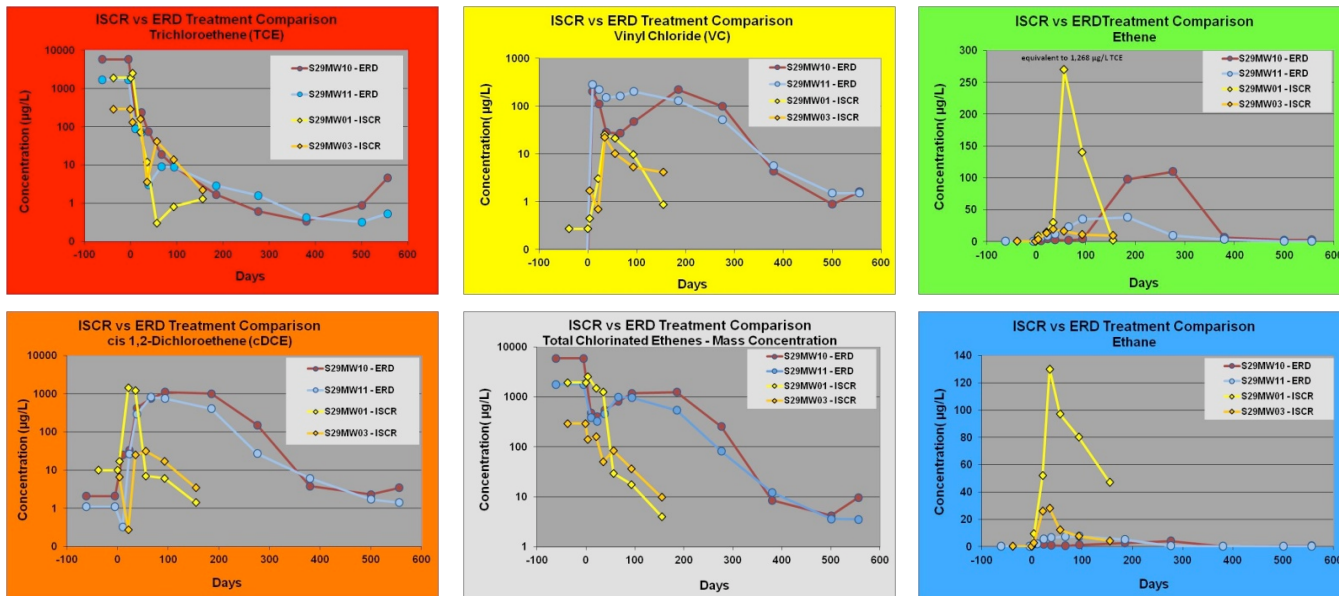 ISCR vs ERD Treatment Comparison
Trichloroethene (TCE)
Concentration (µg/L)
10000
1000
100
10
1
0
-100 0 100 200 300 400 500 600
Days
S29MW10 - ERD
S29MW11 - ERD
S29MW01 - ISCR
S29MW03 - ISCR
ISCR vs ERD Treatment Comparison
Vinyl Chloride (VC)
Concentration( µg/L)
1000
100
10
1
0
-100 0 100 200 300 400 500 600
Days
S29MW10 - ERD
S29MW11 - ERD
S29MW01 - ISCR
S29MW03 - ISCR
ISCR vs ERDTreatment Comparison
Ethene
equivalent to 1,268 µg/L TCE
Concentration (µg/L)
300
250
200
150
100
50
0
-100 0 100 200 300 400 500 600
Days
S29MW10 - ERD
S29MW11 - ERD
S29MW01 - ISCR
S29MW03 - ISCR
ISCR vs ERD Treatment Comparison
cis 1,2-Dichloroethene (cDCE)
Concentration (µg/L)
10000
1000
100
10
1
0
-100 0 100 200 300 400 500 600
Days
S29MW10 - ERD
S29MW11 - ERD
S29MW01 - ISCR
S29MW03 - ISCR
ISCR vs ERD Treatment Comparison
Total Chlorinated Ethenes - Mass Concentration
Concentration( µg/L)
10000
1000
100
10
1
-100 0 100 200 300 400 500 600
Days
S29MW10 - ERD
S29MW11 - ERD
S29MW01 - ISCR
S29MW03 - ISCR
ISCR vs ERD Treatment Comparison
Ethane
Concentration (µg/L)
140
120
100
80
60
40
20
0
-100 0 100 200 300 400 500 600
Days
S29MW10 - ERD
S29MW11 - ERD
S29MW01 - ISCR
S29MW03 - ISCR